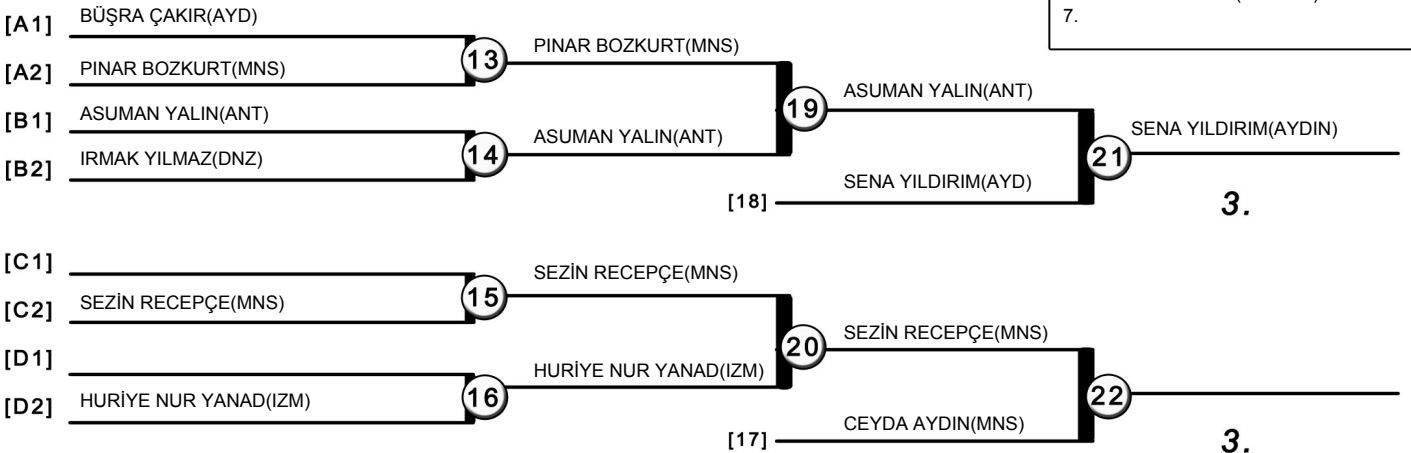 7.
[A1] BÜŞRA ÇAKIR(AYD)
13
PINAR BOZKURT(MNS)
[A2] PINAR BOZKURT(MNS)
19
ASUMAN YALIN(ANT)
[B1] ASUMAN YALIN(ANT)
14
ASUMAN YALIN(ANT)
[B2] IRMAK YILMAZ(DNZ)
21
SENA YILDIRIM(AYDIN)
[18] SENA YILDIRIM(AYD)
3.
[C1]
15
SEZİN RECEPÇE(MNS)
[C2] SEZİN RECEPÇE(MNS)
20
SEZİN RECEPÇE(MNS)
[D1]
16
HURİYE NUR YANAD(IZM)
[D2] HURİYE NUR YANAD(IZM)
22
[17] CEYDA AYDIN(MNS)
3.